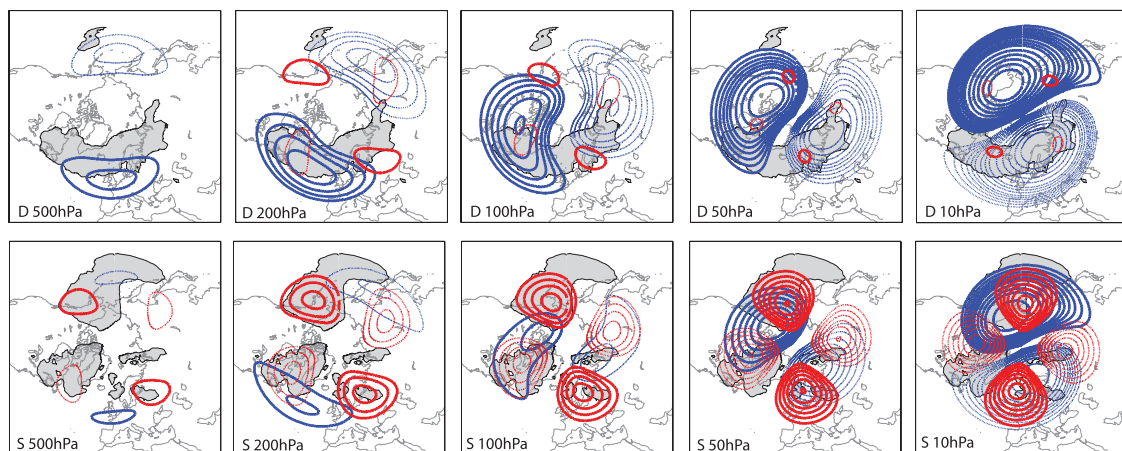 D 500hPa
D 200hPa
D 100hPa
D 50hPa
D 10hPa
S 500hPa
S 200hPa
S 100hPa
S 50hPa
S 10hPa